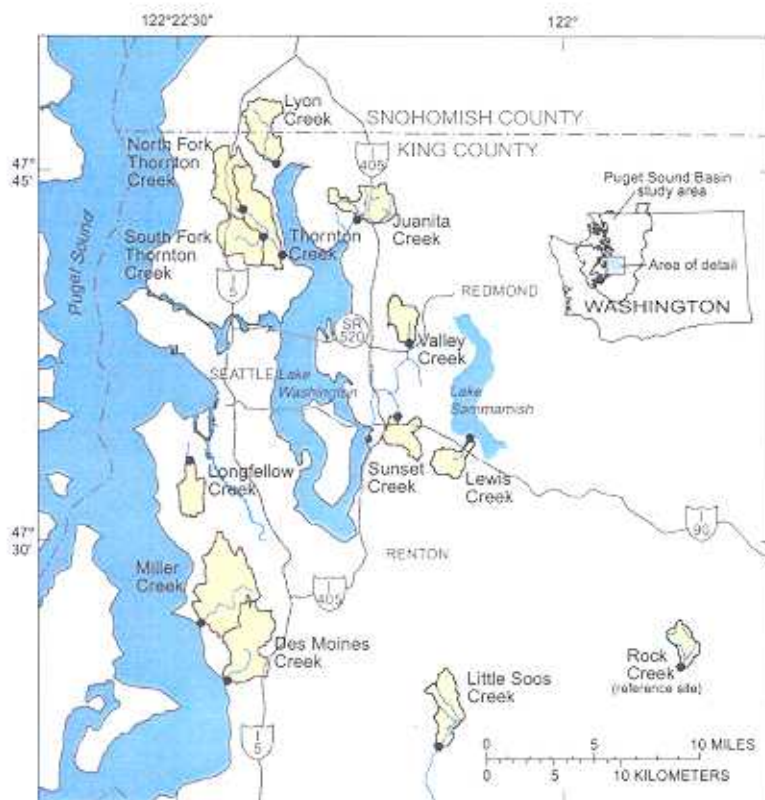 122°22'30"
122°
Lyon
Creek
SNOHOMISH COUNTY
KING COUNTY
North Fork
Thornton
Creek
47°
45'
I
405
Puget Sound Basin
study area
Juanita
Creek
South Fork
Thornton
Creek
Thornton
Creek
Puget Sound
Area of detail
WASHINGTON
I
5
REDMOND
SR
520
Valley
Creek
SEATTLE
Lake
Washington
Lake
Sammamish
Longfellow
Creek
Sunset
Creek
Lewis
Creek
47°
30'
I
90
RENTON
Miller
Creek
I
405
Des Moines
Creek
Rock
Creek
(reference site)
Little Soos
Creek
I
5
0 5 10 MILES
0 5 10 KILOMETERS